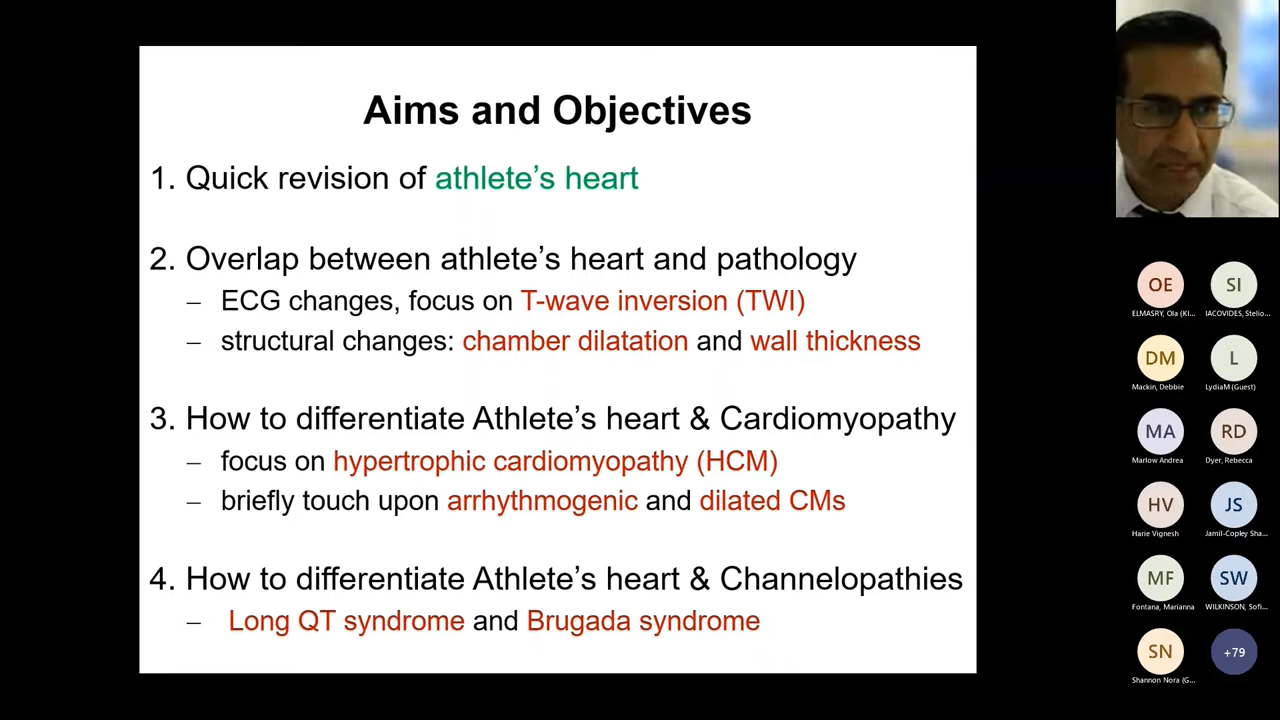 Aims and Objectives
1. Quick revision of athlete’s heart
2. Overlap between athlete’s heart and pathology
– ECG changes, focus on T-wave inversion (TWI)
– structural changes: chamber dilatation and wall thickness
3. How to differentiate Athlete’s heart & Cardiomyopathy
– focus on hypertrophic cardiomyopathy (HCM)
– briefly touch upon arrhythmogenic and dilated CMs
4. How to differentiate Athlete’s heart & Channelopathies
– Long QT syndrome and Brugada syndrome
OE SI
ELMASRY, Ola (KI... IACOVIDES, Stelio...
DM L
Mackin, Debbie LydiaM (Guest)
MA RD
Marlow Andrea Dyer, Rebecca
HV JS
Harie Vignesh Jamil-Copley Sha...
MF SW
Fontana, Marianna WILKINSON, Sofi...
SN +79
Shannon Nora (G...